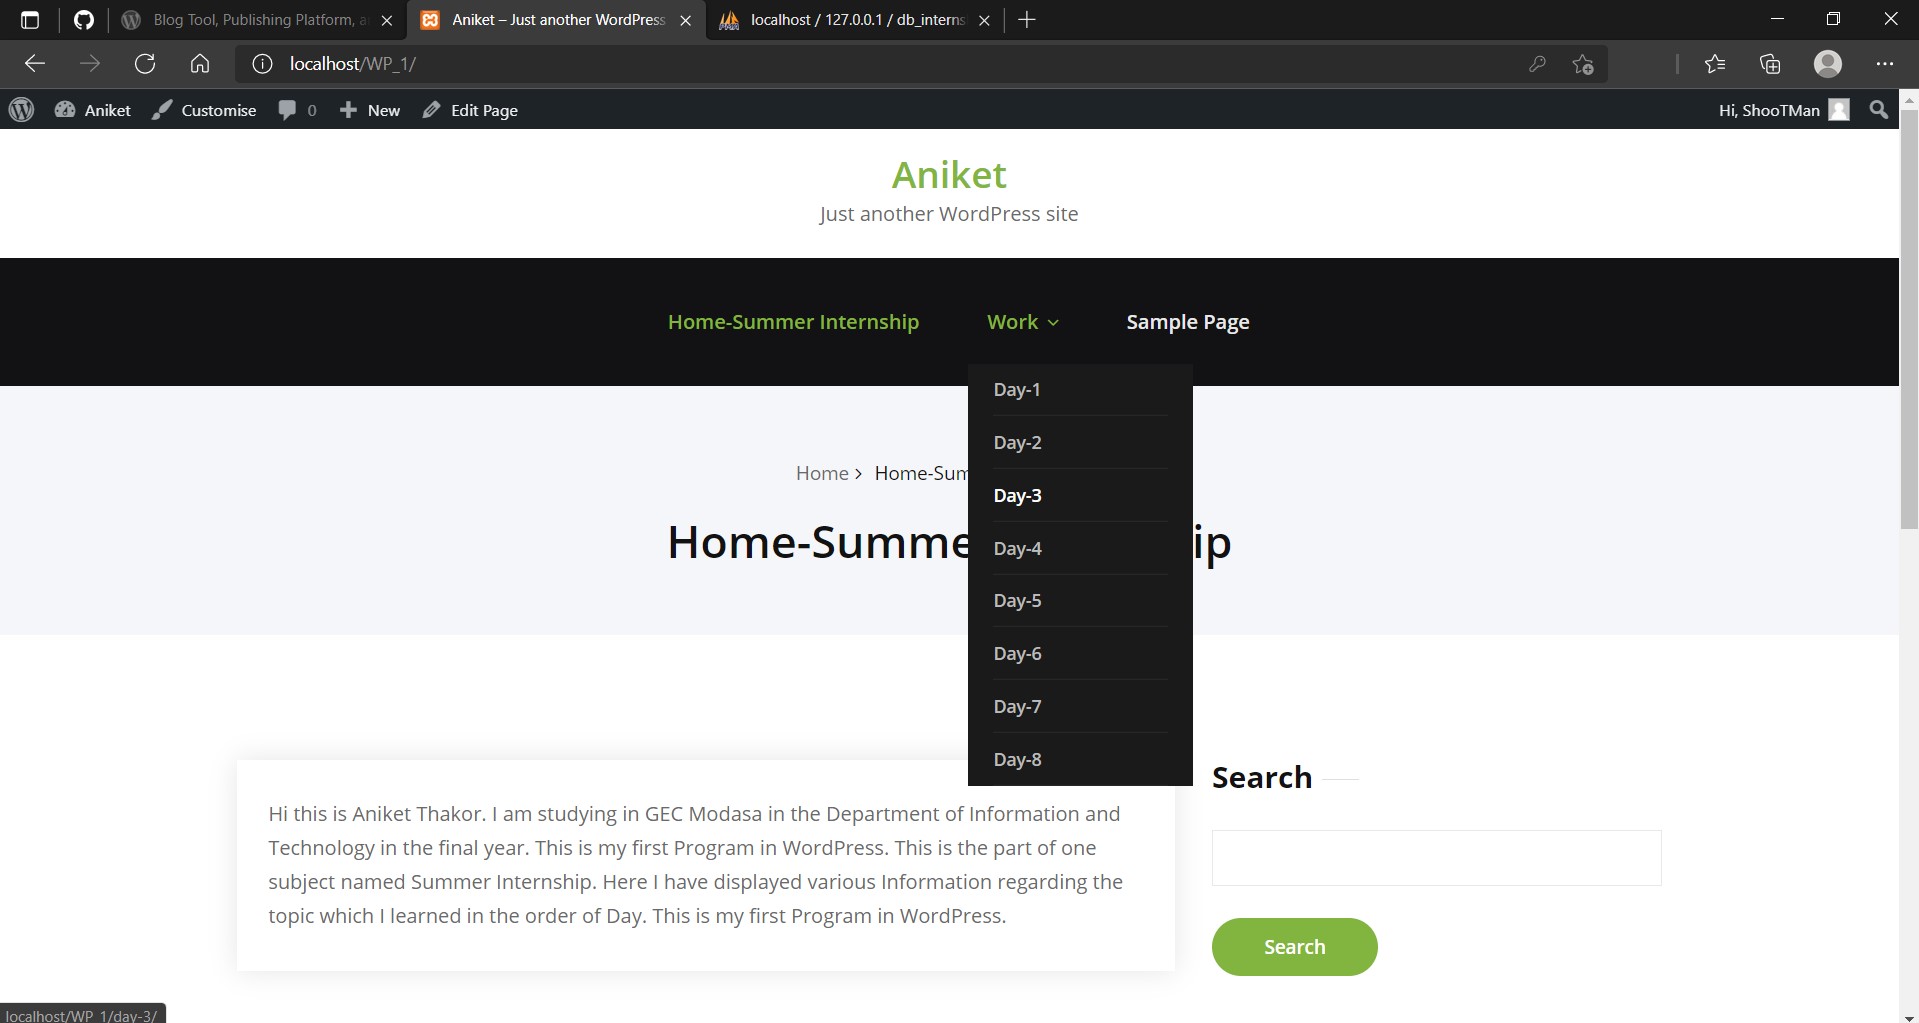 Blog Tool, Publishing Platform, a
Aniket – Just another WordPress
localhost / 127.0.0.1 / db_interns
localhost/WP_1/
Aniket
Customise
0
New
Edit Page
Hi, ShooTMan
Aniket
Just another WordPress site
Home-Summer Internship
Work
Sample Page
Day-1
Day-2
Day-3
Day-4
Day-5
Day-6
Day-7
Day-8
Home > Home-Sum
Home-Summe ip
Hi this is Aniket Thakor. I am studying in GEC Modasa in the Department of Information and
Technology in the final year. This is my first Program in WordPress. This is the part of one
subject named Summer Internship. Here I have displayed various Information regarding the
topic which I learned in the order of Day. This is my first Program in WordPress.
Search
Search
localhost/WP_1/day-3/